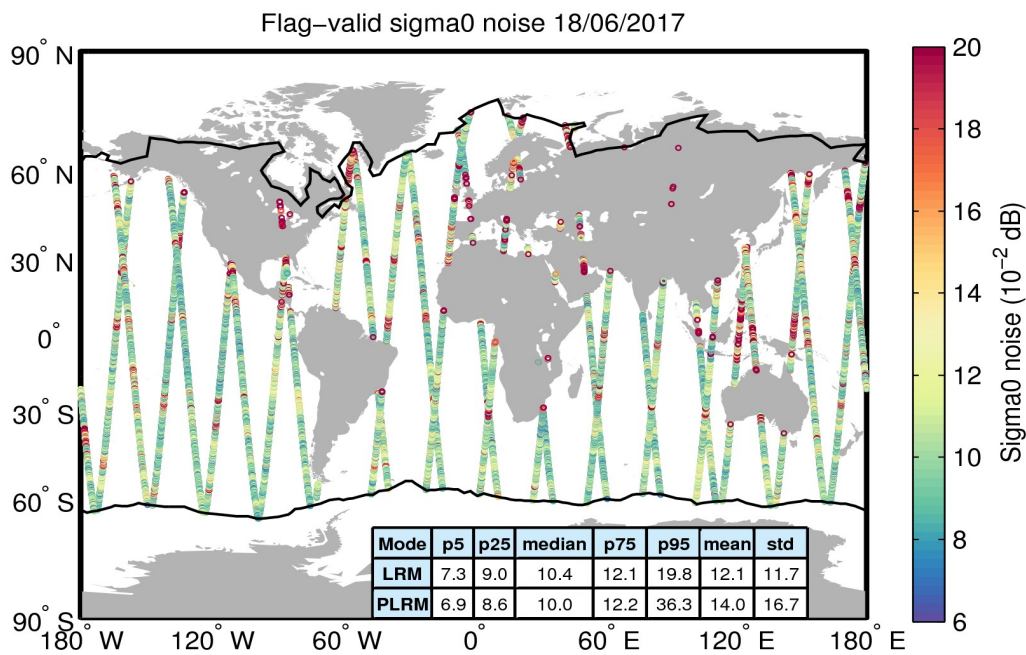 Flag−valid sigma0 noise 18/06/2017
90° N
60° N
30° N
0°
30° S
60° S
90° S
180° W
120° W
60° W
0°
60° E
120° E
180° E
Mode p5 p25 median p75 p95 mean std
LRM 7.3 9.0 10.4 12.1 19.8 12.1 11.7
PLRM 6.9 8.6 10.0 12.2 36.3 14.0 16.7
20
18
16
14
12
10
8
6
Sigma0 noise (10⁻² dB)